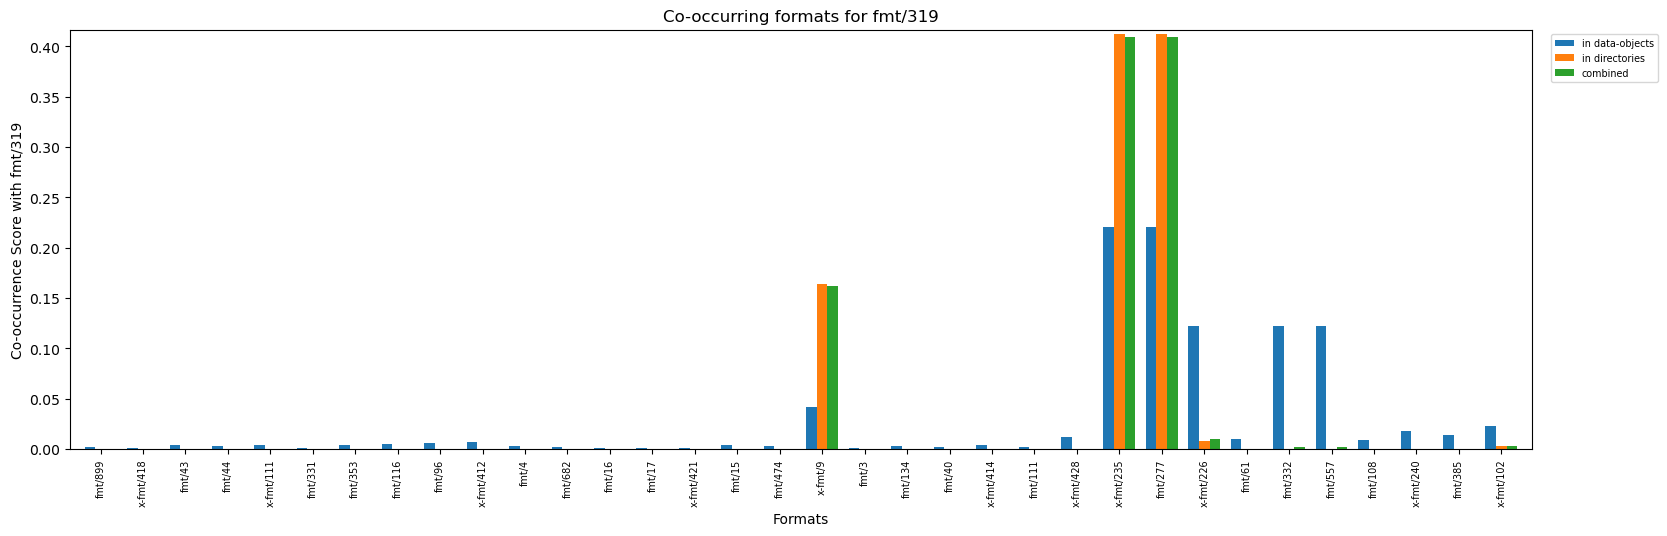 Co-occurring formats for fmt/319
in data-objects
in directories
combined
Co-occurrence Score with fmt/319
0.40
0.35
0.30
0.25
0.20
0.15
0.10
0.05
0.00
fmt/899
x-fmt/418
fmt/43
fmt/44
x-fmt/111
fmt/331
fmt/353
fmt/116
fmt/96
x-fmt/412
fmt/4
fmt/682
fmt/16
fmt/17
x-fmt/421
fmt/15
fmt/474
x-fmt/9
fmt/3
fmt/134
fmt/40
x-fmt/414
fmt/111
x-fmt/428
x-fmt/235
fmt/277
x-fmt/226
fmt/61
fmt/332
fmt/557
fmt/108
x-fmt/240
fmt/385
x-fmt/102
Formats